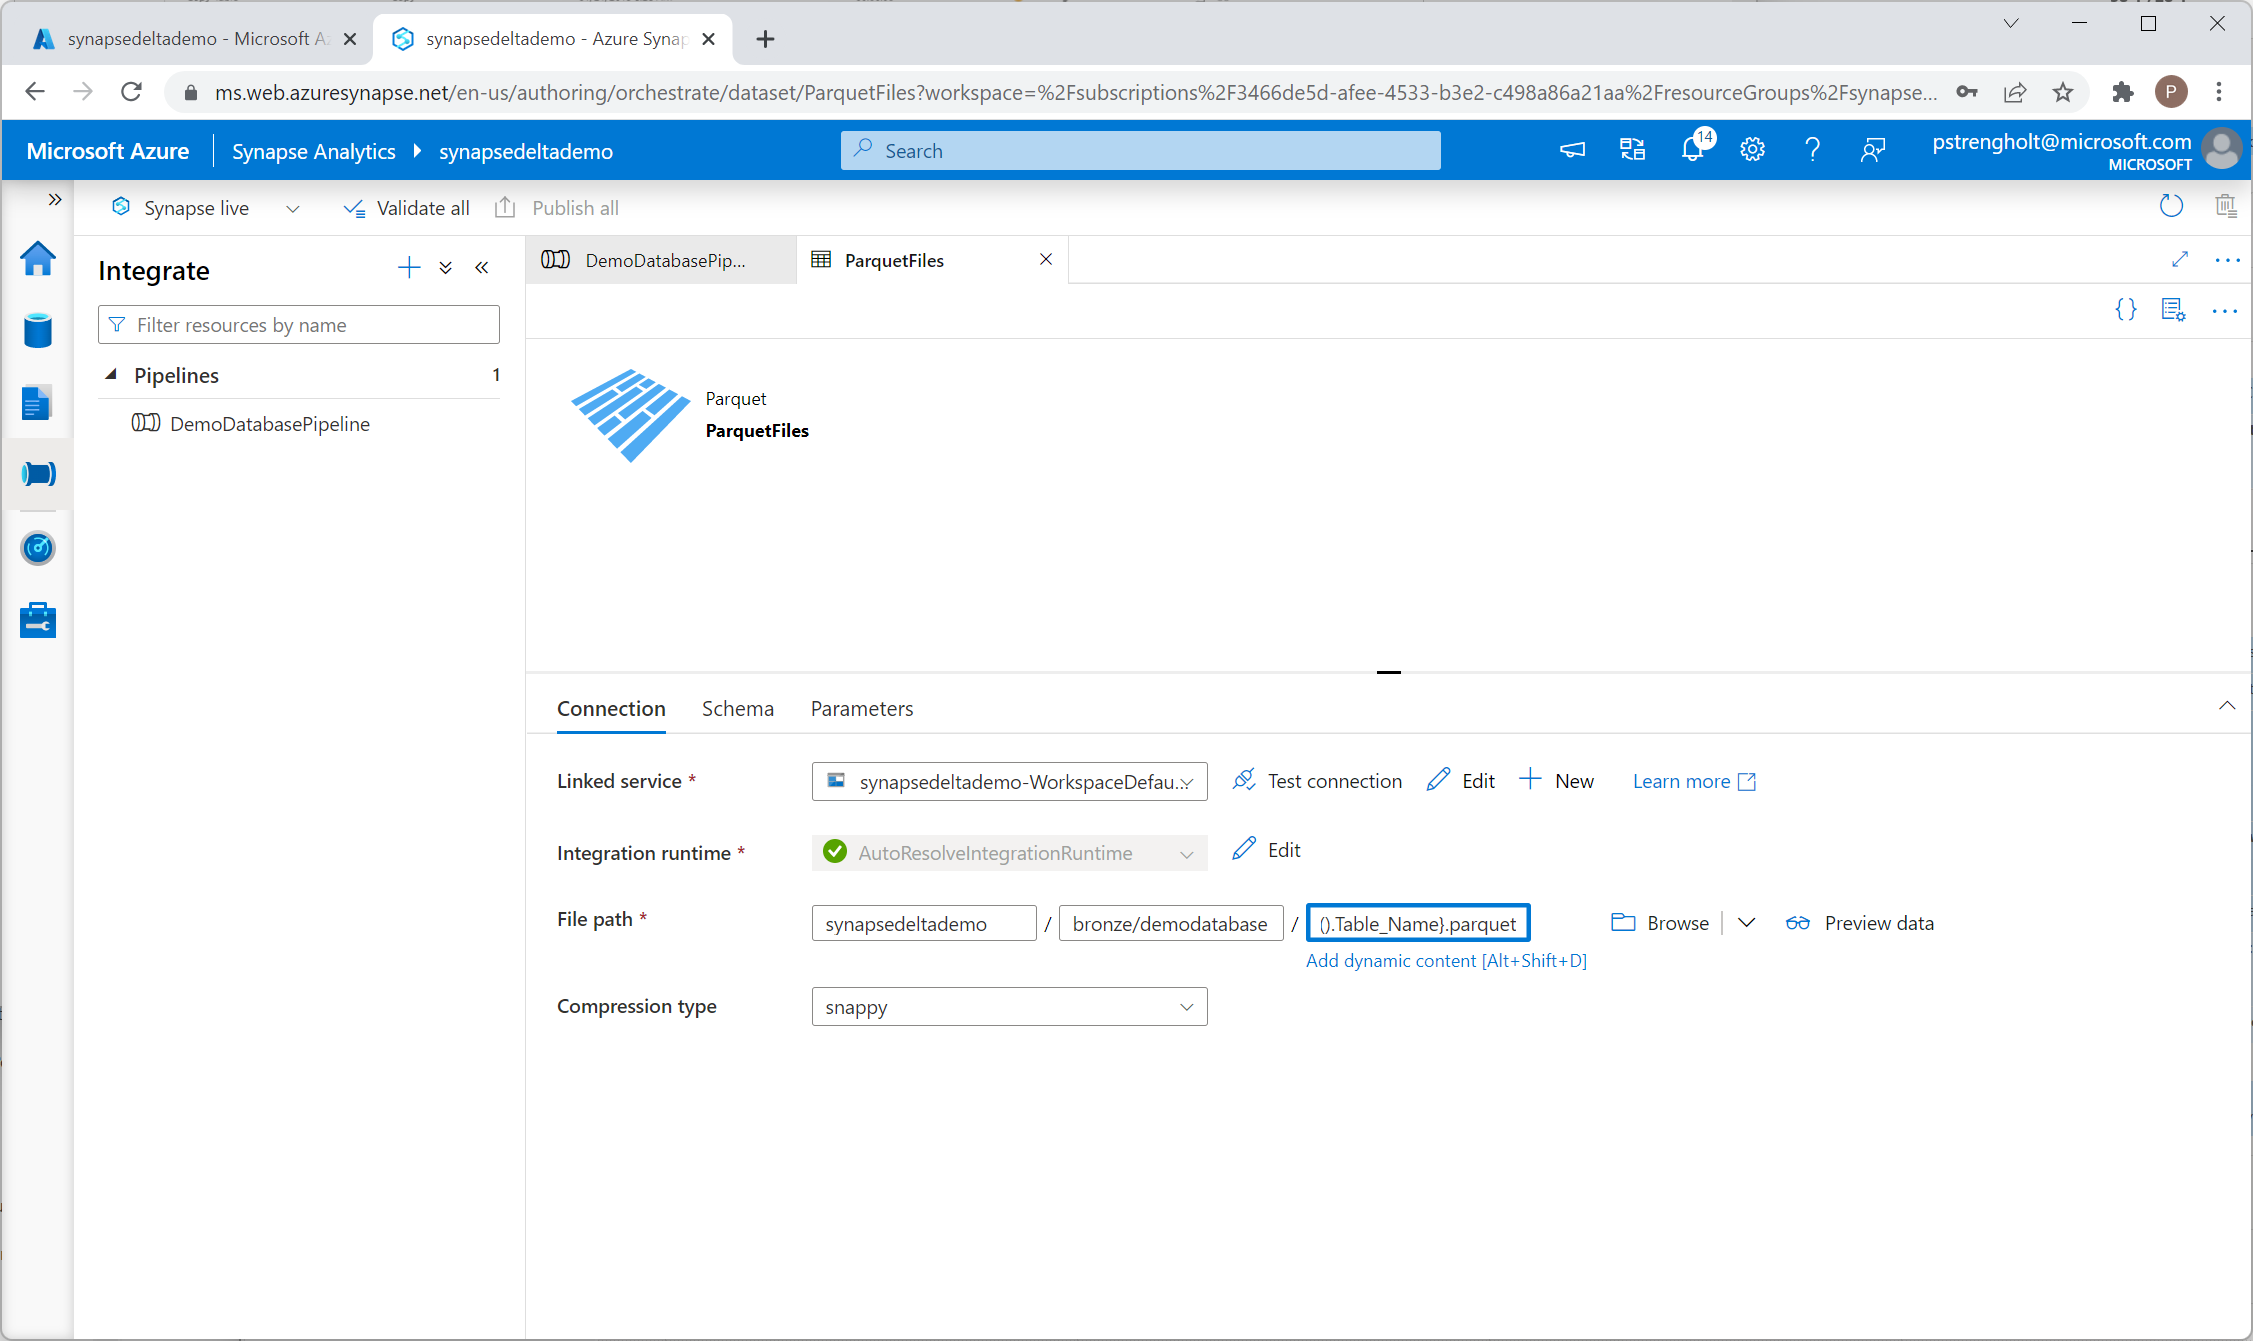 synapsedeltademo - Microsoft Az
synapsedeltademo - Azure Synap
ms.web.azuresynapse.net/en-us/authoring/orchestrate/dataset/ParquetFiles?workspace=%2Fsubscriptions%2F3466de5d-afee-4533-b3e2-c498a86a21aa%2FresourceGroups%2Fsynapse...
P
Microsoft Azure
Synapse Analytics
synapsedeltademo
Search
14
pstrengholt@microsoft.com
MICROSOFT
Synapse live
Validate all
Publish all
Integrate
Filter resources by name
Pipelines 1
DemoDatabasePipeline
DemoDatabasePip...
ParquetFiles
Parquet
ParquetFiles
Connection
Schema
Parameters
Linked service *
synapsedeltademo-WorkspaceDefau...
Test connection
Edit
New
Learn more
Integration runtime *
AutoResolveIntegrationRuntime
Edit
File path *
synapsedeltademo / bronze/demodatabase / ().Table_Name}.parquet
Browse
Preview data
Add dynamic content [Alt+Shift+D]
Compression type
snappy